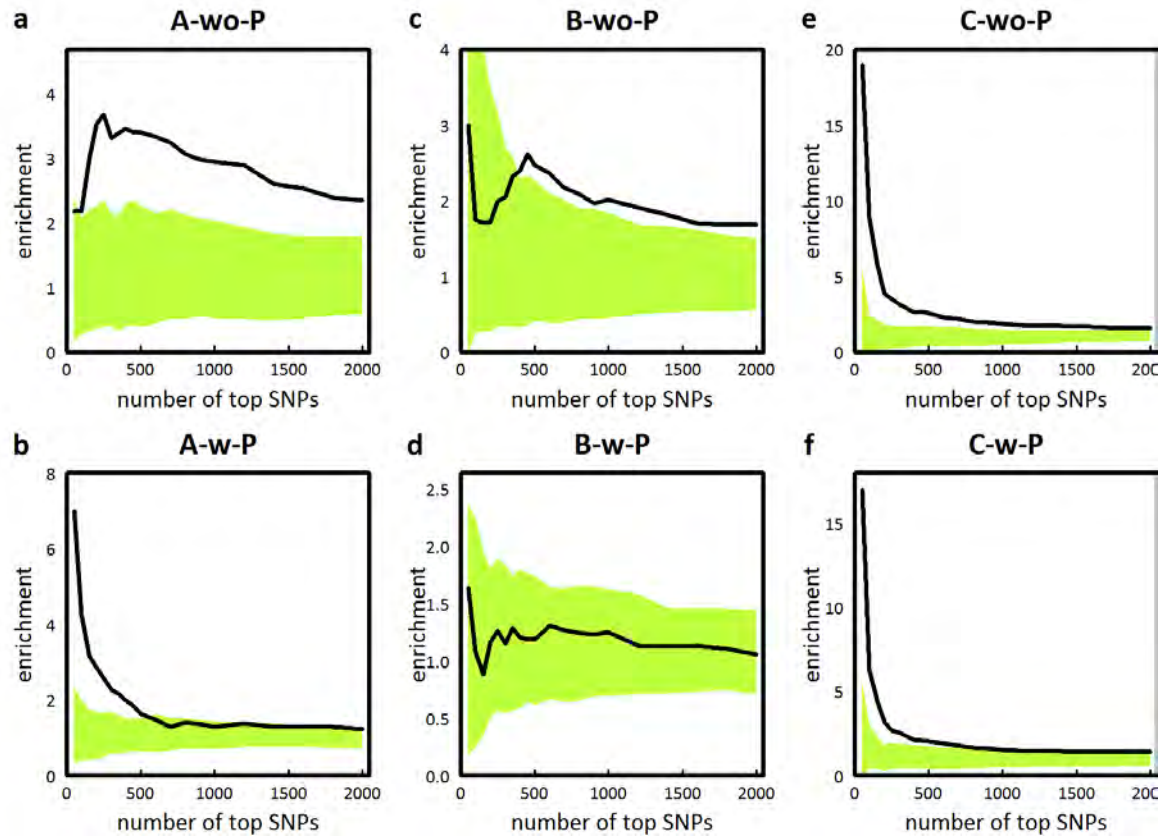 a A-wo-P
enrichment
4
3
2
1
0
0 500 1000 1500 2000
number of top SNPs
c B-wo-P
enrichment
4
3
2
1
0
0 500 1000 1500 2000
number of top SNPs
e C-wo-P
enrichment
20
15
10
5
0
0 500 1000 1500 2000
number of top SNPs
b A-w-P
enrichment
8
6
4
2
0
0 500 1000 1500 2000
number of top SNPs
d B-w-P
enrichment
2.5
2.0
1.5
1.0
0.5
0.0
0 500 1000 1500 2000
number of top SNPs
f C-w-P
enrichment
15
10
5
0
0 500 1000 1500 2000
number of top SNPs